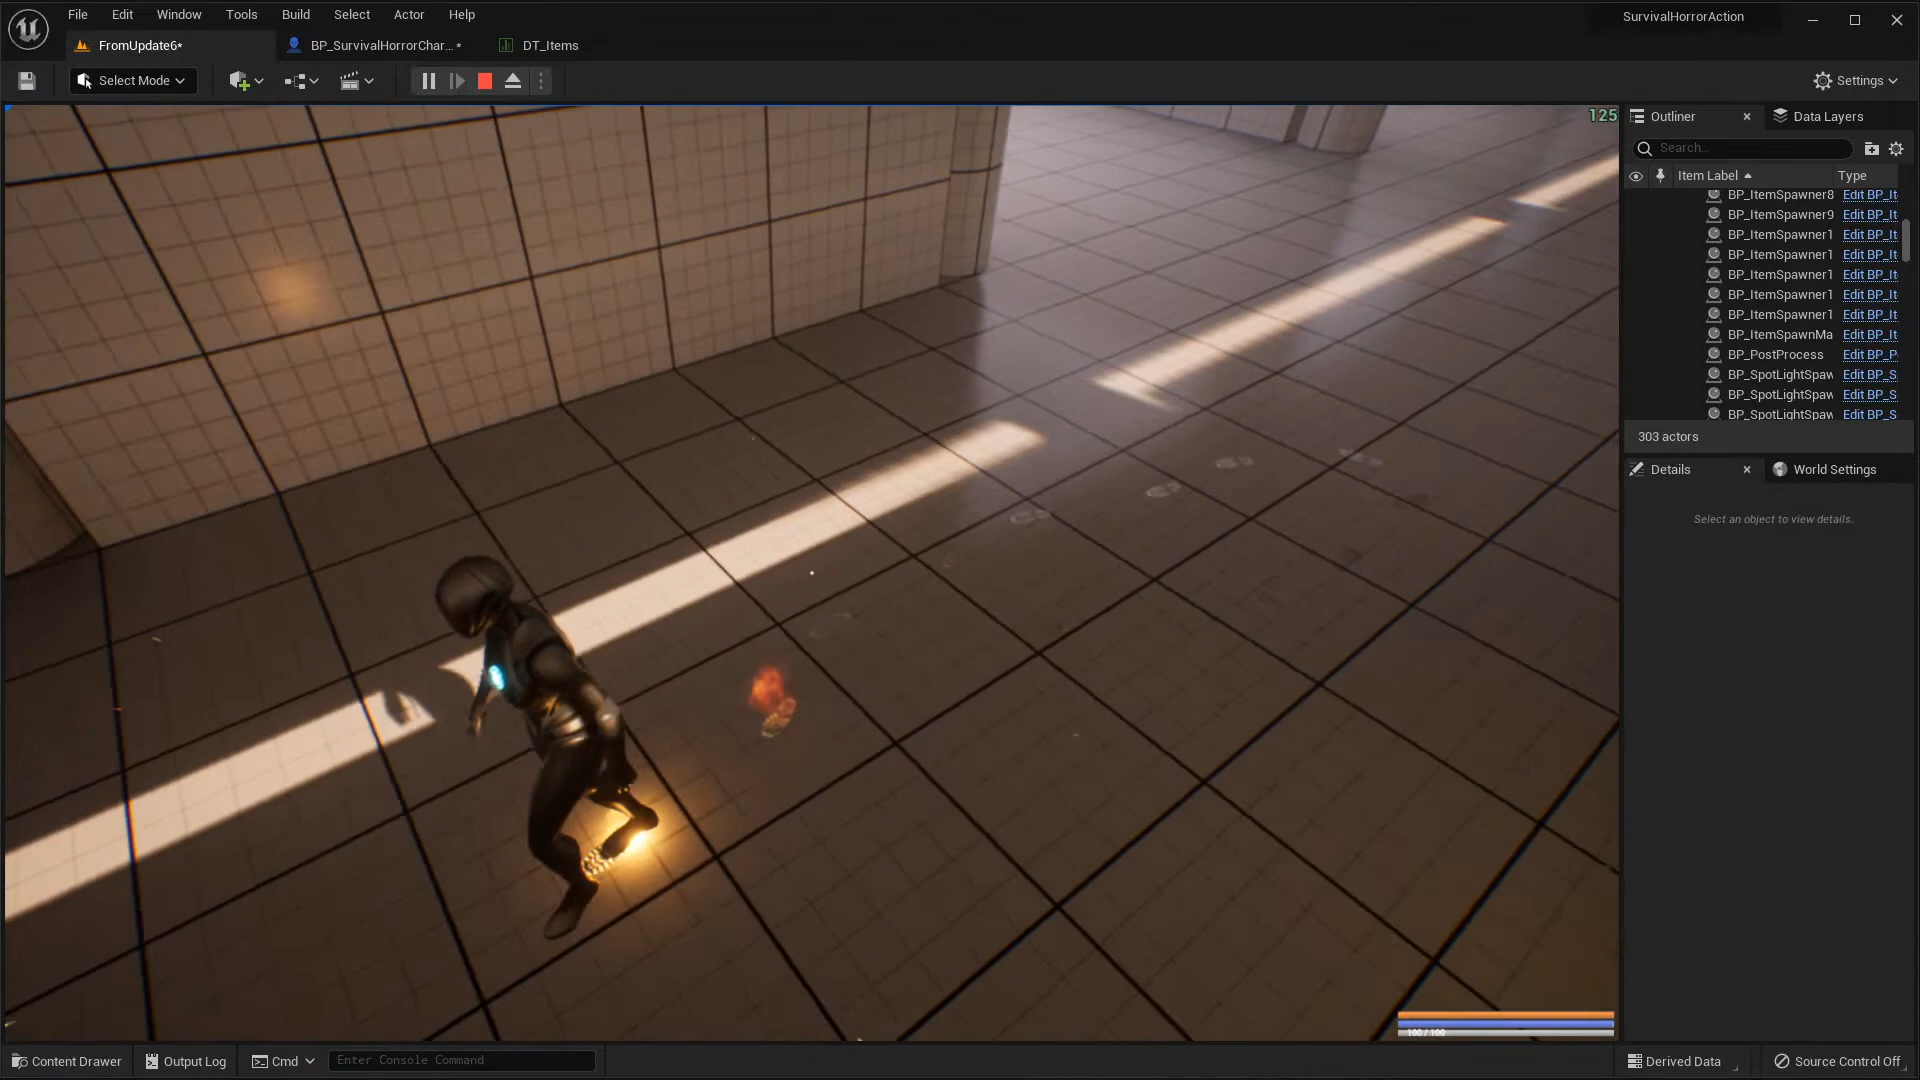 File Edit Window Tools Build Select Actor Help
SurvivalHorrorAction
FromUpdate6*
BP_SurvivalHorrorChar... *
DT_Items
Select Mode
Settings
125
Outliner
Data Layers
Search...
Item Label Type
BP_ItemSpawner8 Edit BP_It
BP_ItemSpawner9 Edit BP_It
BP_ItemSpawner1 Edit BP_It
BP_ItemSpawner1 Edit BP_It
BP_ItemSpawner1 Edit BP_It
BP_ItemSpawner1 Edit BP_It
BP_ItemSpawner1 Edit BP_It
BP_ItemSpawnMa Edit BP_It
BP_PostProcess Edit BP_P
BP_SpotLightSpaw Edit BP_S
BP_SpotLightSpaw Edit BP_S
BP_SpotLightSpaw Edit BP_S
303 actors
Details
World Settings
Select an object to view details.
100 / 100
Content Drawer
Output Log
Cmd
Enter Console Command
Derived Data
Source Control Off